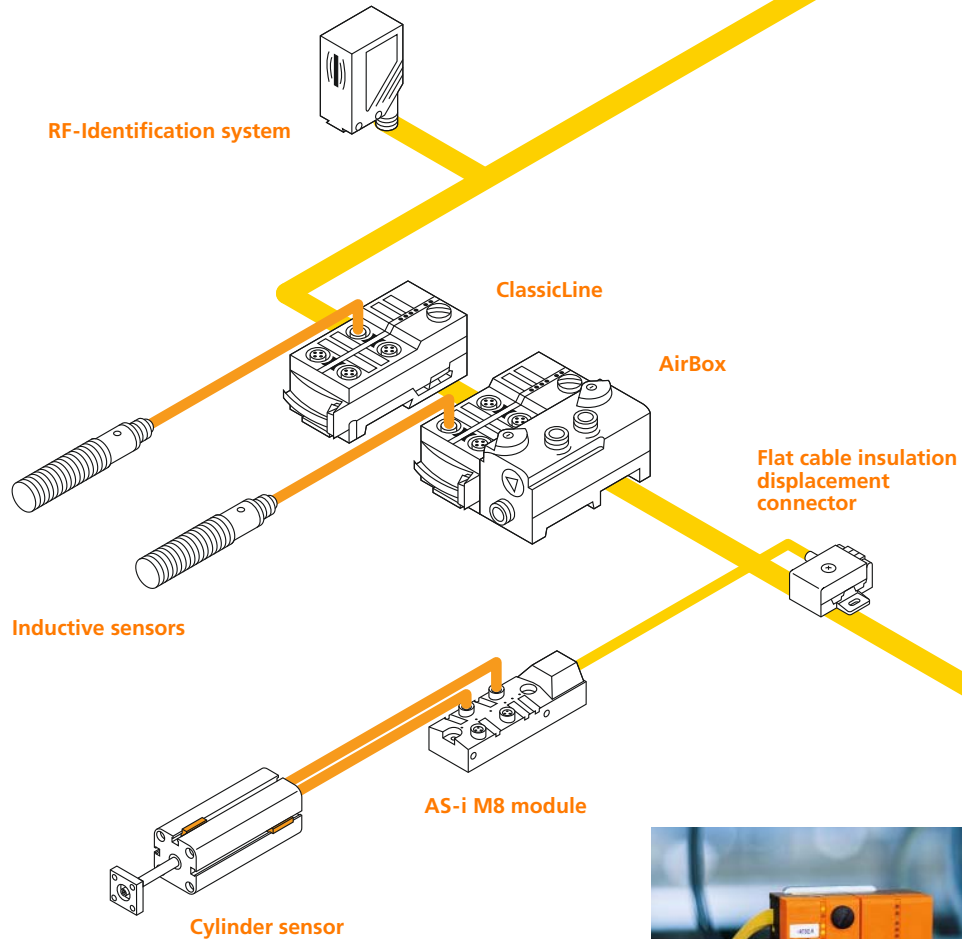 RF-Identification system
ClassicLine
AirBox
Flat cable insulation
displacement
connector
Inductive sensors
AS-i M8 module
Cylinder sensor